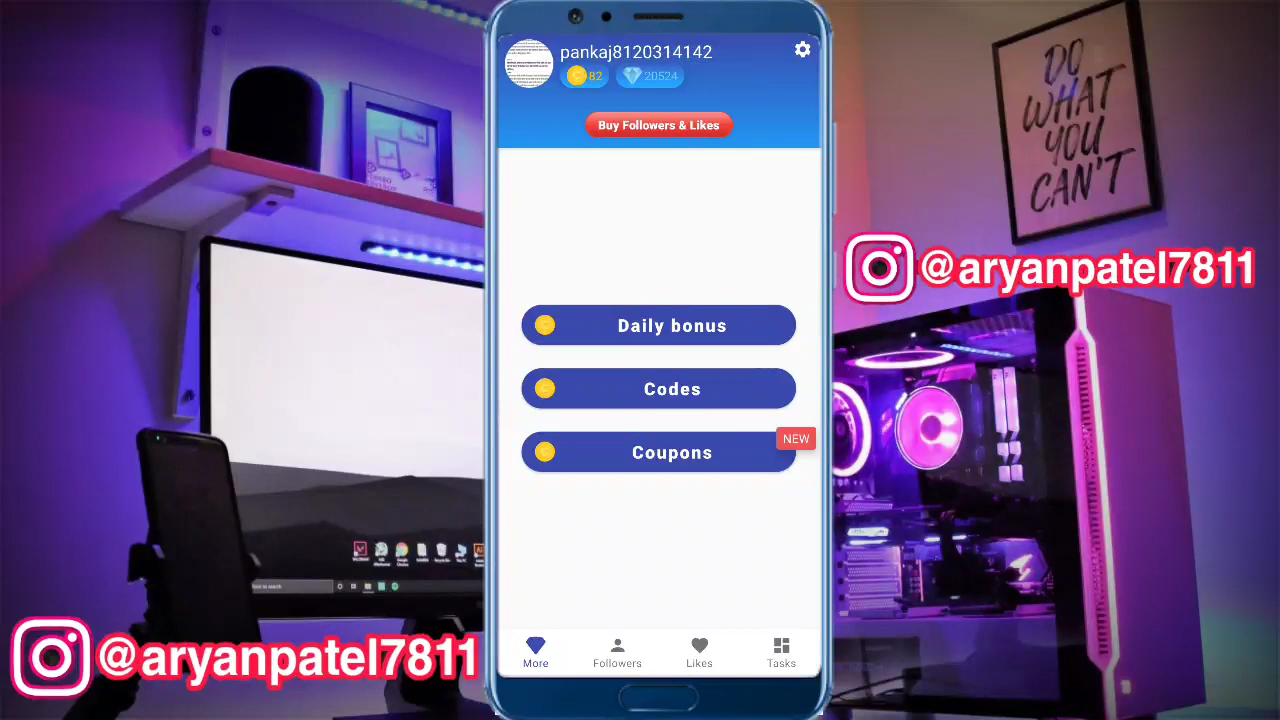 pankaj8120314142
82
20524
Buy Followers & Likes
DO
WHAT
YOU
CAN'T
@aryanpatel7811
Daily bonus
Codes
NEW
Coupons
More
Followers
Likes
Tasks
@aryanpatel7811